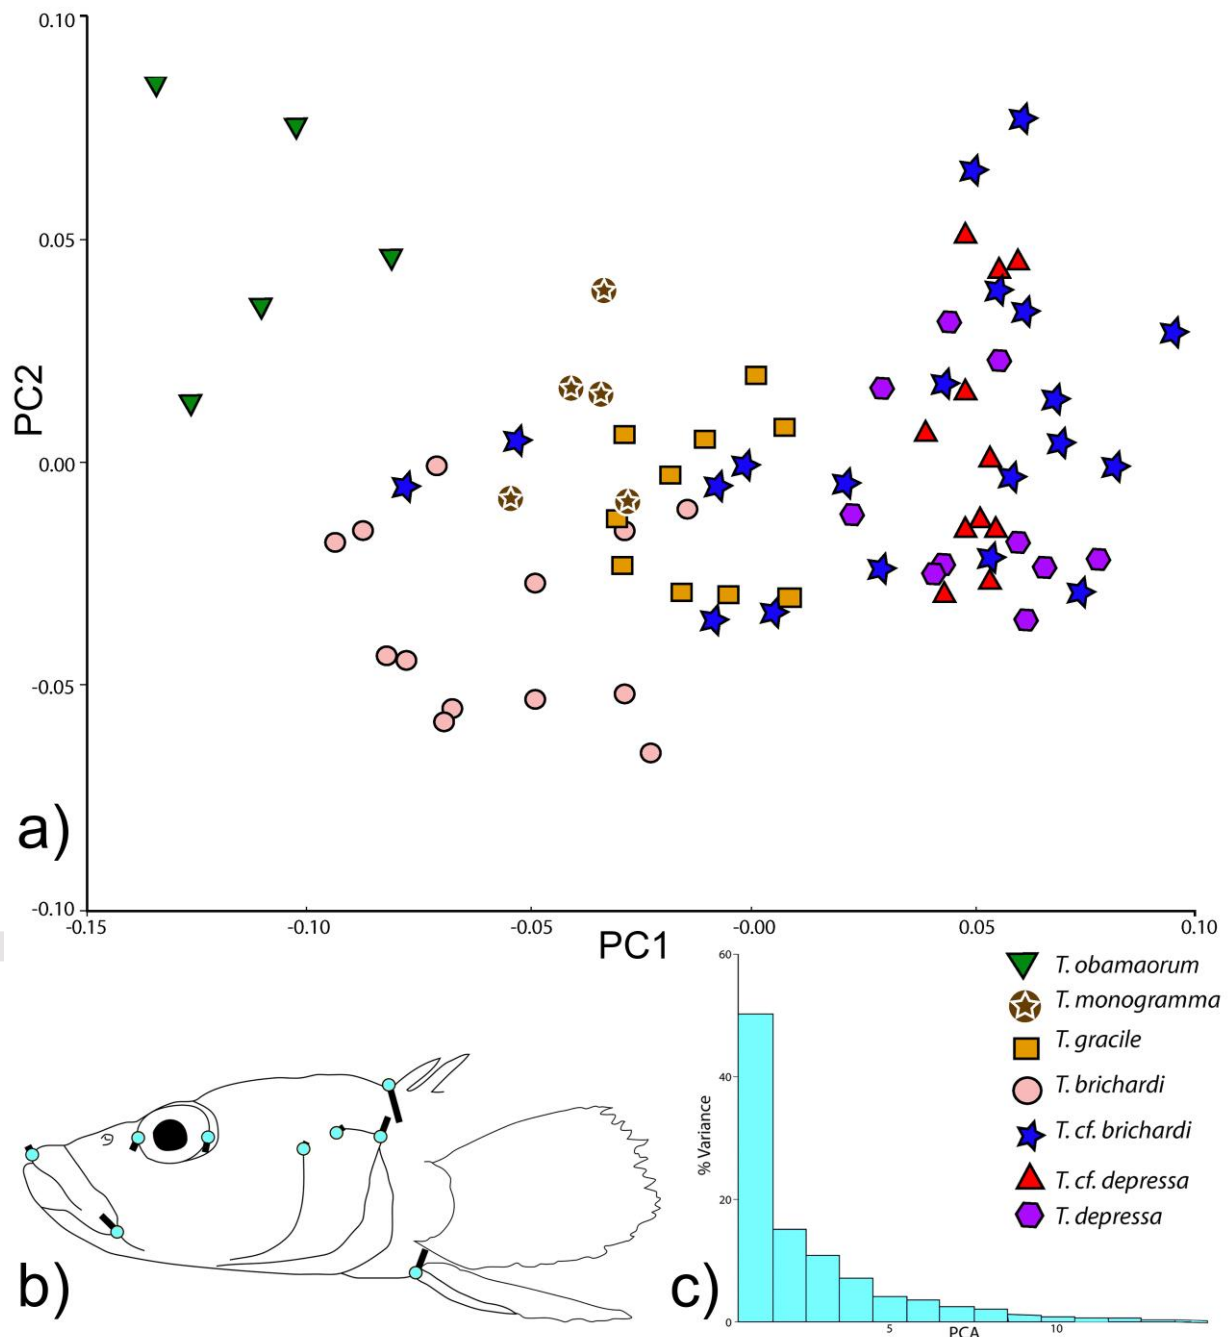 0.10
0.05
0.00
-0.05
-0.10
PC2
-0.15
-0.10
-0.05
-0.00
0.05
0.10
PC1
a)
b)
c)
60
40
20
0
% Variance
5
10
PCA
T. obamaorum
T. monogramma
T. gracile
T. brichardi
T. cf. brichardi
T. cf. depressa
T. depressa